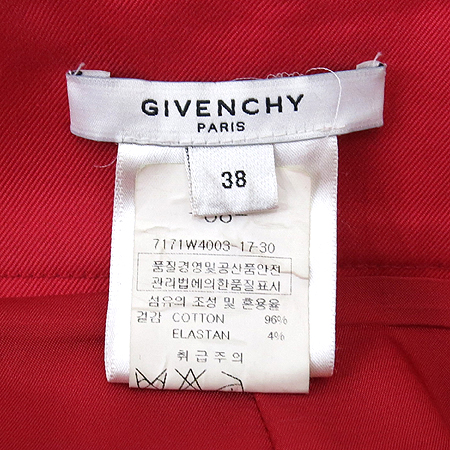 GIVENCHY
PARIS
38
7171W4003-17-30
품질경영및공산품안전
관리법에의한품질표시
섬유의 조성 및 혼용율
겉감 COTTON 96%
ELASTAN 4%
취급주의